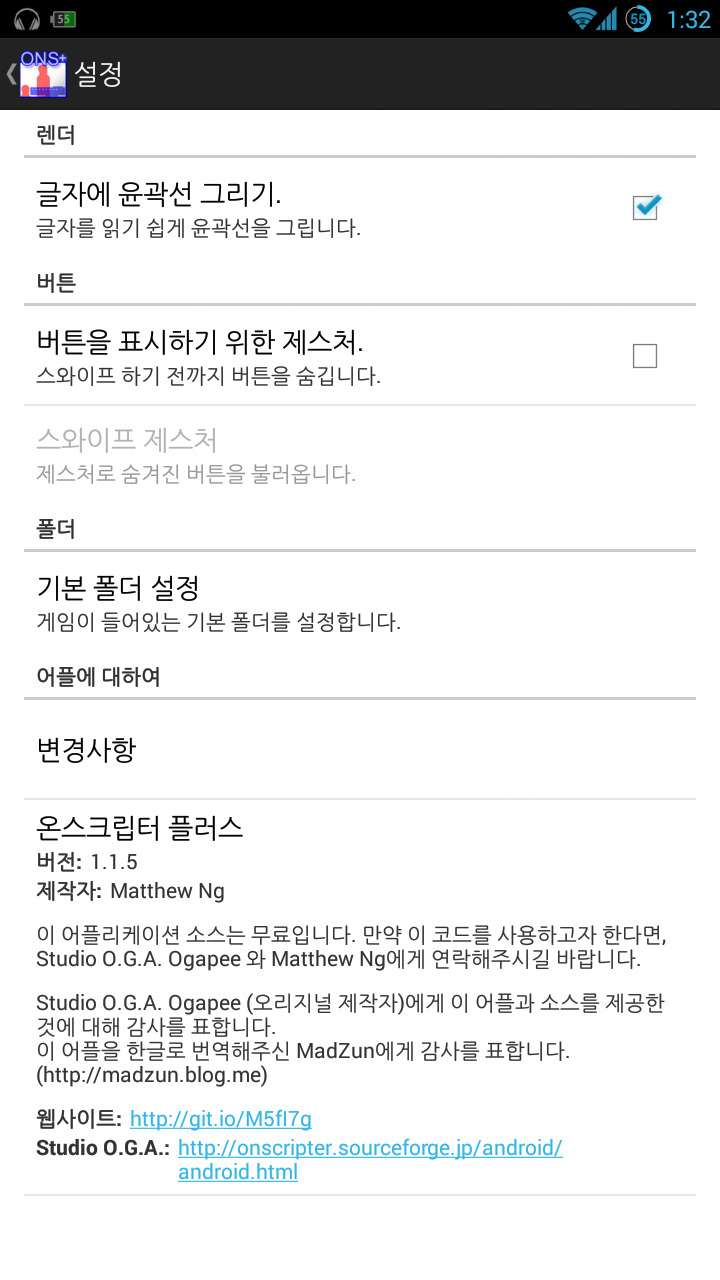 55
55
1:32
ONS+
설정
렌더
글자에 윤곽선 그리기.
글자를 읽기 쉽게 윤곽선을 그립니다.
버튼
버튼을 표시하기 위한 제스처.
스와이프 하기 전까지 버튼을 숨깁니다.
스와이프 제스처
제스처로 숨겨진 버튼을 불러옵니다.
폴더
기본 폴더 설정
게임이 들어있는 기본 폴더를 설정합니다.
어플에 대하여
변경사항
온스크립터 플러스
버전: 1.1.5
제작자: Matthew Ng
이 어플리케이션 소스는 무료입니다. 만약 이 코드를 사용하고자 한다면,
Studio O.G.A. Ogapee 와 Matthew Ng에게 연락해주시길 바랍니다.
Studio O.G.A. Ogapee (오리지널 제작자)에게 이 어플과 소스를 제공한
것에 대해 감사를 표합니다.
이 어플을 한글로 번역해주신 MadZun에게 감사를 표합니다.
(http://madzun.blog.me)
웹사이트: http://git.io/M5fI7g
Studio O.G.A.: http://onscripter.sourceforge.jp/android/
android.html